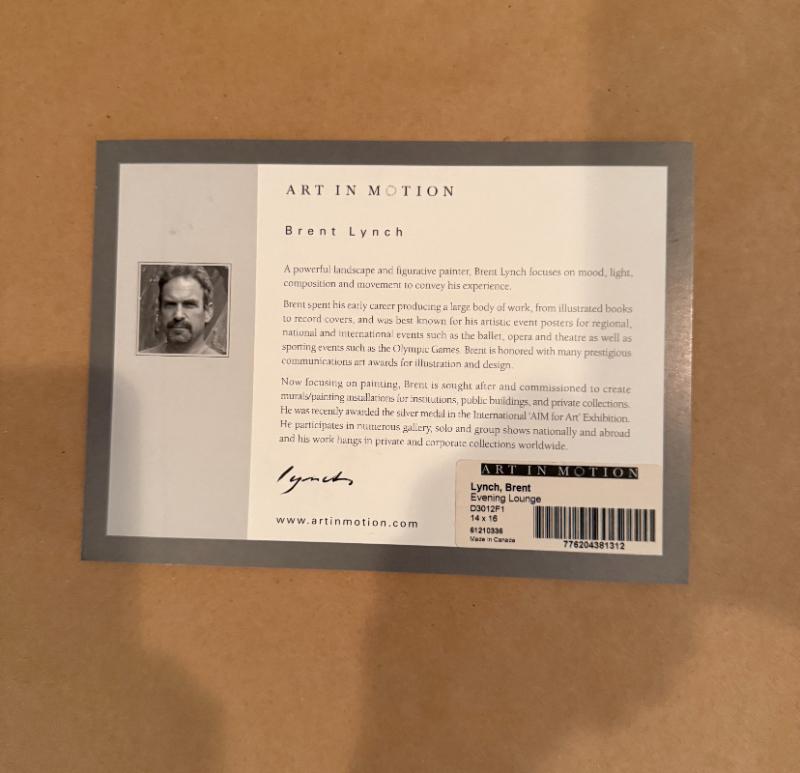 ART IN MOTION
Brent Lynch
A powerful landscape and figurative painter, Brent Lynch focuses on mood, light,
composition and movement to convey his experience.
Brent spent his early career producing a large body of work, from illustrated books
to record covers, and was best known for his artistic event posters for regional,
national and international events such as the ballet, opera and theatre as well as
sporting events such as the Olympic Games. Brent is honored with many prestigious
communications art awards for illustration and design.
Now focusing on painting, Brent is sought after and commissioned to create
murals/painting installations for institutions, public buildings, and private collections.
He was recently awarded the silver medal in the International 'AIM for Art' Exhibition.
He participates in numerous gallery, solo and group shows nationally and abroad
and his work hangs in private and corporate collections worldwide.
Lynch
www.artinmotion.com
ART IN MOTION
Lynch, Brent
Evening Lounge
D3012F1
14 x 16
61210336
Made in Canada
776204381312